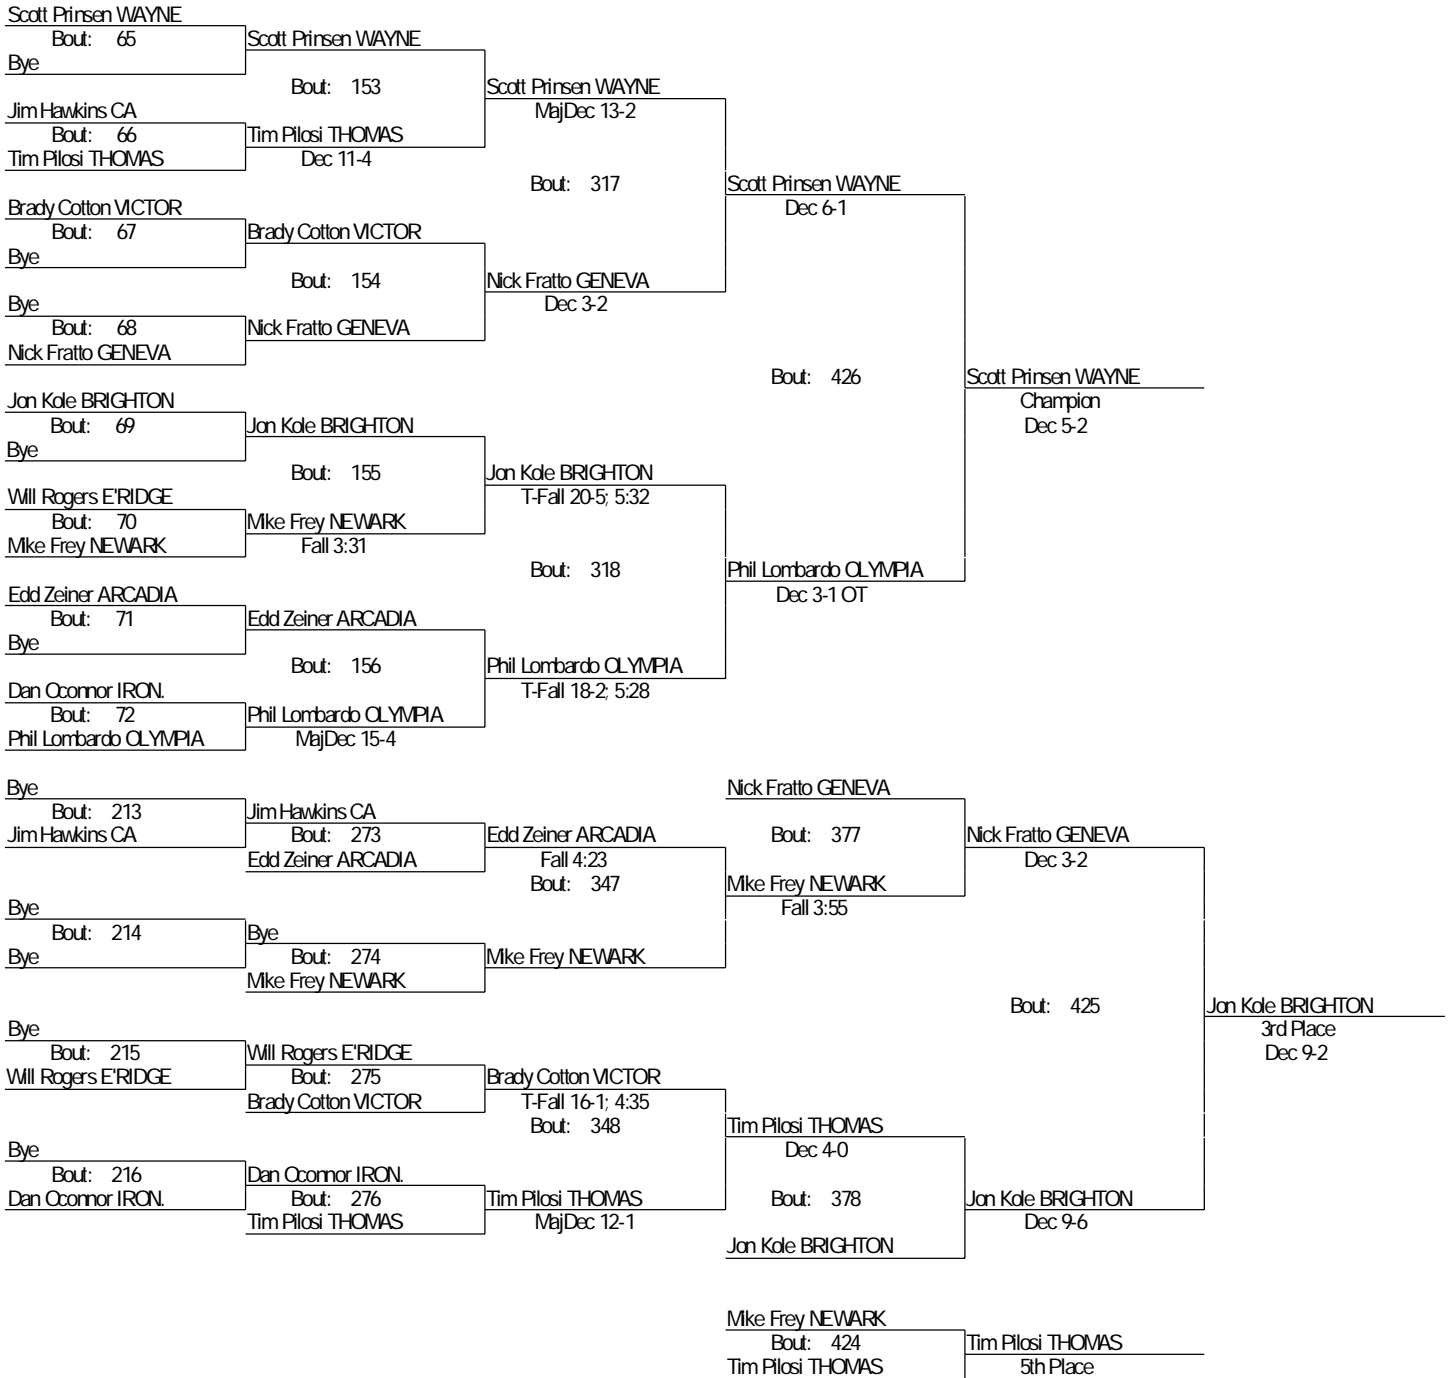 Scott Prinsen WAYNE
Bout: 65
Bye
Scott Prinsen WAYNE
Bout: 153
Jim Hawkins CA
Bout: 66
Tim Pilosi THOMAS
Tim Pilosi THOMAS
Dec 11-4
Scott Prinsen WAYNE
MajDec 13-2
Bout: 317
Brady Cotton VICTOR
Bout: 67
Bye
Brady Cotton VICTOR
Bout: 154
Bye
Bout: 68
Nick Fratto GENEVA
Nick Fratto GENEVA
Nick Fratto GENEVA
Dec 3-2
Scott Prinsen WAYNE
Dec 6-1
Bout: 426
Scott Prinsen WAYNE
Champion
Dec 5-2
Jon Kole BRIGHTON
Bout: 69
Bye
Jon Kole BRIGHTON
Bout: 155
Will Rogers E'RIDGE
Bout: 70
Mike Frey NEWARK
Mike Frey NEWARK
Fall 3:31
Jon Kole BRIGHTON
T-Fall 20-5; 5:32
Bout: 318
Edd Zeiner ARCADIA
Bout: 71
Bye
Edd Zeiner ARCADIA
Bout: 156
Dan Oconnor IRON.
Bout: 72
Phil Lombardo OLYMPIA
Phil Lombardo OLYMPIA
MajDec 15-4
Phil Lombardo OLYMPIA
T-Fall 18-2; 5:28
Phil Lombardo OLYMPIA
Dec 3-1 OT
Bye
Bout: 213
Jim Hawkins CA
Jim Hawkins CA
Bout: 273
Edd Zeiner ARCADIA
Edd Zeiner ARCADIA
Fall 4:23
Bout: 347
Bye
Bout: 214
Bye
Bye
Bout: 274
Mike Frey NEWARK
Mike Frey NEWARK
Nick Fratto GENEVA
Bout: 377
Mike Frey NEWARK
Fall 3:55
Nick Fratto GENEVA
Dec 3-2
Bout: 425
Jon Kole BRIGHTON
3rd Place
Dec 9-2
Bye
Bout: 215
Will Rogers E'RIDGE
Will Rogers E'RIDGE
Bout: 275
Brady Cotton VICTOR
Brady Cotton VICTOR
T-Fall 16-1; 4:35
Bout: 348
Bye
Bout: 216
Dan Oconnor IRON.
Dan Oconnor IRON.
Bout: 276
Tim Pilosi THOMAS
Tim Pilosi THOMAS
MajDec 12-1
Tim Pilosi THOMAS
Dec 4-0
Bout: 378
Jon Kole BRIGHTON
Jon Kole BRIGHTON
Dec 9-6
Mike Frey NEWARK
Bout: 424
Tim Pilosi THOMAS
Tim Pilosi THOMAS
5th Place